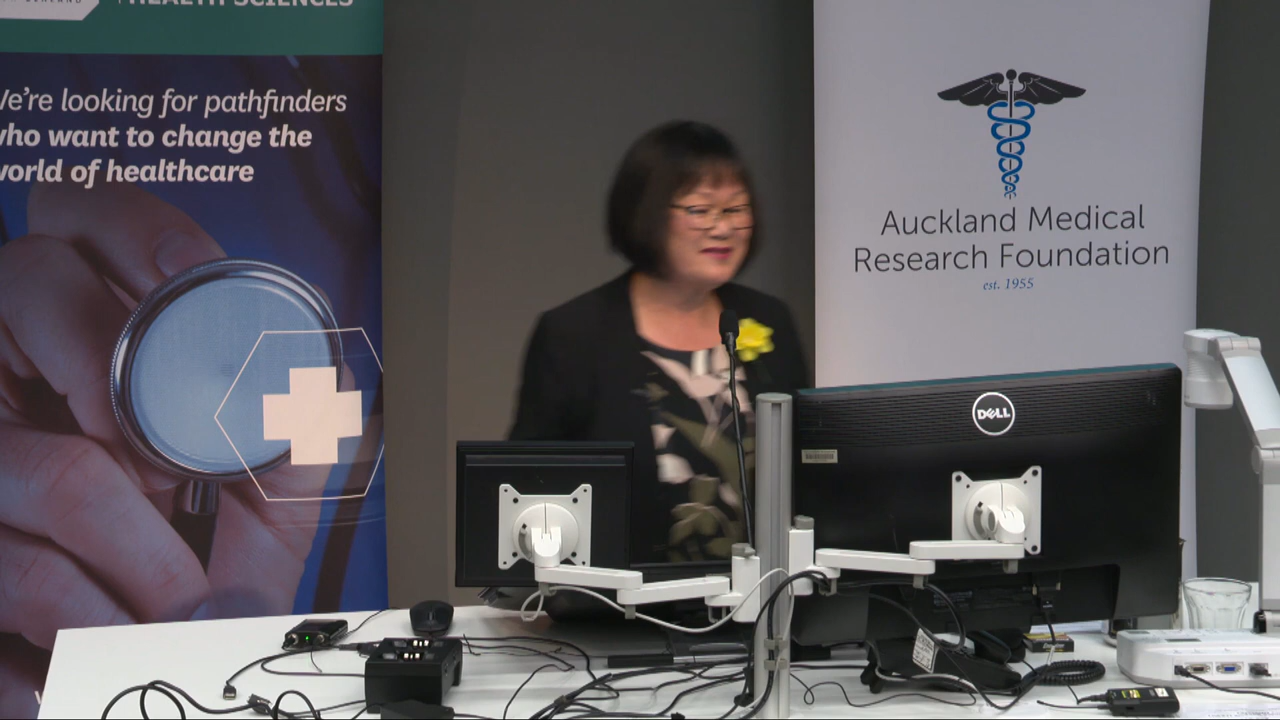 HEALTH SCIENCES
We're looking for pathfinders
who want to change the
world of healthcare
Auckland Medical
Research Foundation
est. 1955
DELL